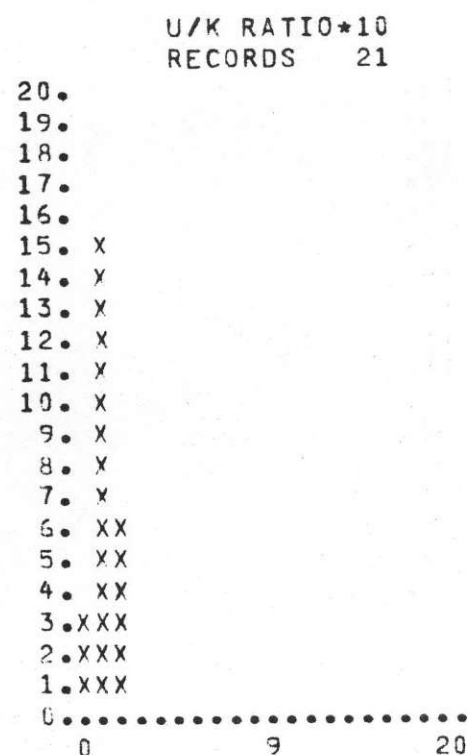 U/K RATIO*10
RECORDS 21
20.
19.
18.
17.
16.
15. X
14. X
13. X
12. X
11. X
10. X
9. X
8. X
7. X
6. XX
5. XX
4. XX
3.XXX
2.XXX
1.XXX
0.....................
0 9 20